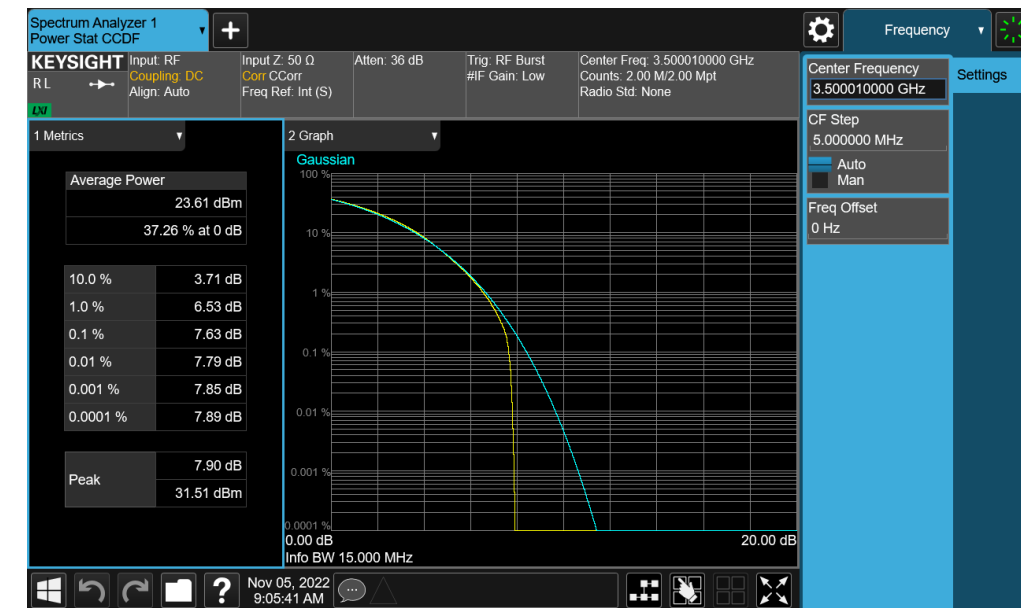 Spectrum Analyzer 1
Power Stat CCDF
+
Frequency
KEYSIGHT
R L
LXI
Input: RF
Coupling: DC
Align: Auto
Input Z: 50 Ω
Corr CCorr
Freq Ref: Int (S)
Atten: 36 dB
Trig: RF Burst
#IF Gain: Low
Center Freq: 3.500010000 GHz
Counts: 2.00 M/2.00 Mpt
Radio Std: None
Center Frequency
3.500010000 GHz
Settings
CF Step
5.000000 MHz
Auto
Man
Freq Offset
0 Hz
1 Metrics
Average Power
23.61 dBm
37.26 % at 0 dB
10.0 % 3.71 dB
1.0 % 6.53 dB
0.1 % 7.63 dB
0.01 % 7.79 dB
0.001 % 7.85 dB
0.0001 % 7.89 dB
Peak
7.90 dB
31.51 dBm
2 Graph
Gaussian
100 %
10 %
1 %
0.1 %
0.01 %
0.001 %
0.0001 %
0.00 dB 20.00 dB
Info BW 15.000 MHz
?
Nov 05, 2022
9:05:41 AM